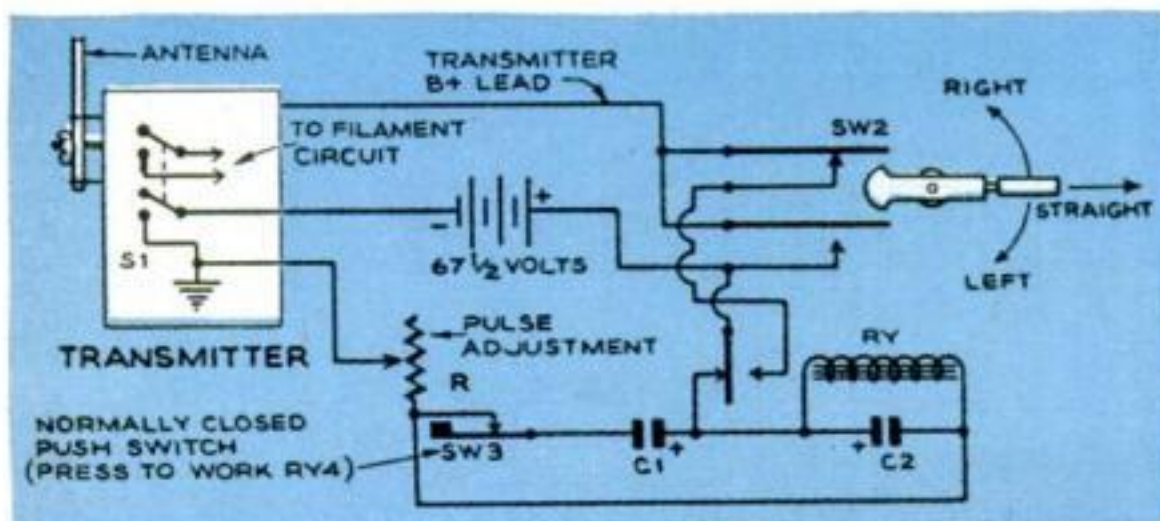 ANTENNA
TRANSMITTER
B+ LEAD
RIGHT
TO FILAMENT
CIRCUIT
SW2
STRAIGHT
- +
67 ½ VOLTS
S1
LEFT
PULSE
ADJUSTMENT
RY
TRANSMITTER
R
NORMALLY CLOSED
PUSH SWITCH
(PRESS TO WORK RY4)
SW3
C1 +
+ C2